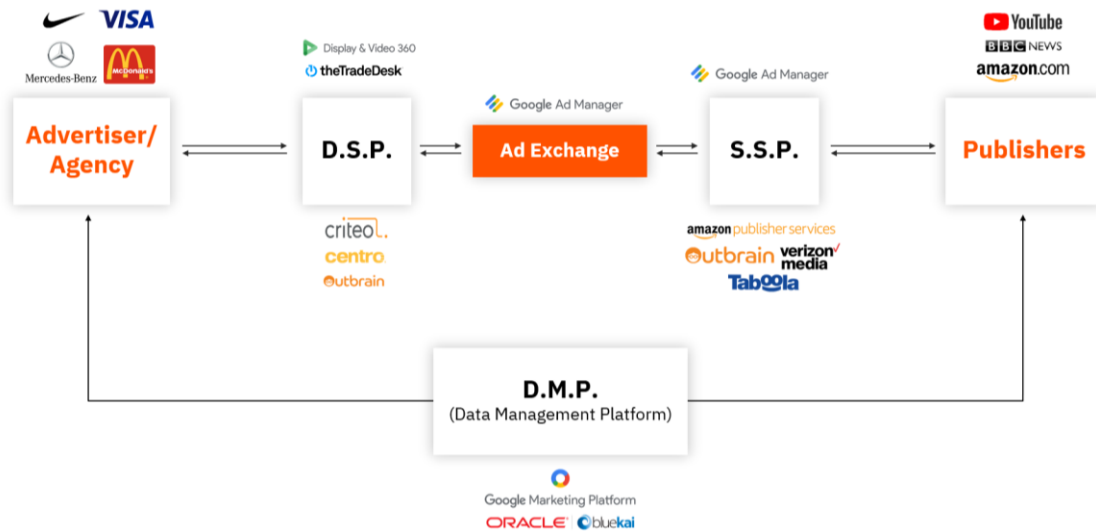 VISA
Mercedes-Benz
McDonald's
Advertiser/
Agency
Display & Video 360
theTradeDesk
D.S.P.
criteol.
centro
Outbrain
Google Ad Manager
Ad Exchange
Google Ad Manager
S.S.P.
amazon publisher services
Outbrain verizon✓
media
Taboola
YouTube
BBC NEWS
amazon.com
Publishers
D.M.P.
(Data Management Platform)
Google Marketing Platform
ORACLE bluekai